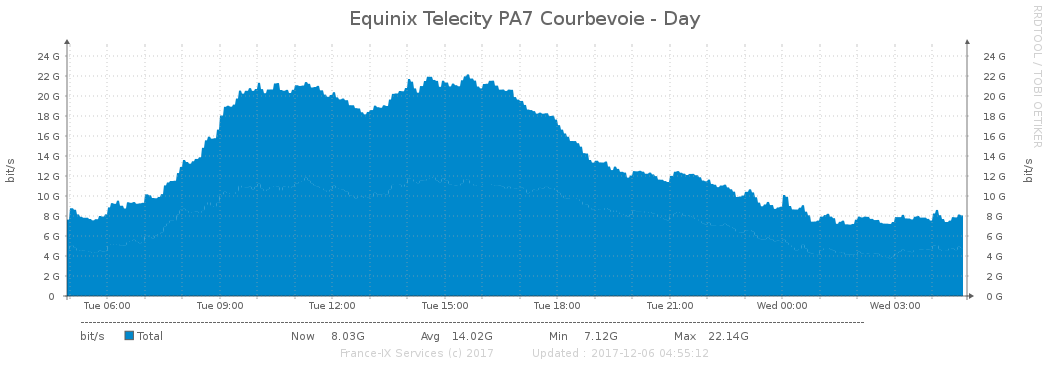 Equinix Telecity PA7 Courbevoie - Day
RRDTOOL / TOBI OETIKER
24 G 24 G
22 G 22 G
20 G 20 G
18 G 18 G
16 G 16 G
14 G 14 G
bit/s 12 G 12 G bit/s
10 G 10 G
8 G 8 G
6 G 6 G
4 G 4 G
2 G 2 G
0 0 G
Tue 06:00 Tue 09:00 Tue 12:00 Tue 15:00 Tue 18:00 Tue 21:00 Wed 00:00 Wed 03:00
bit/s Total Now 8.03G Avg 14.02G Min 7.12G Max 22.14G
France-IX Services (c) 2017 Updated : 2017-12-06 04:55:12